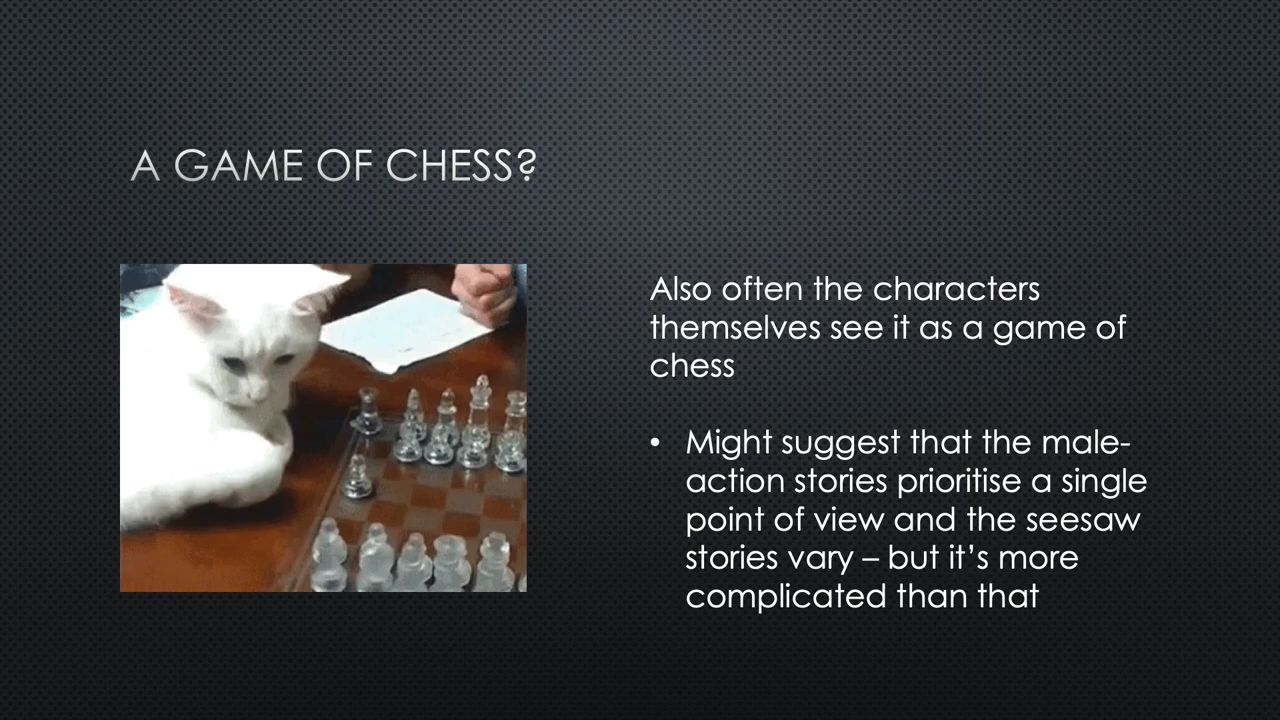 A GAME OF CHESS?
Also often the characters
themselves see it as a game of
chess
• Might suggest that the male-
action stories prioritise a single
point of view and the seesaw
stories vary – but it’s more
complicated than that